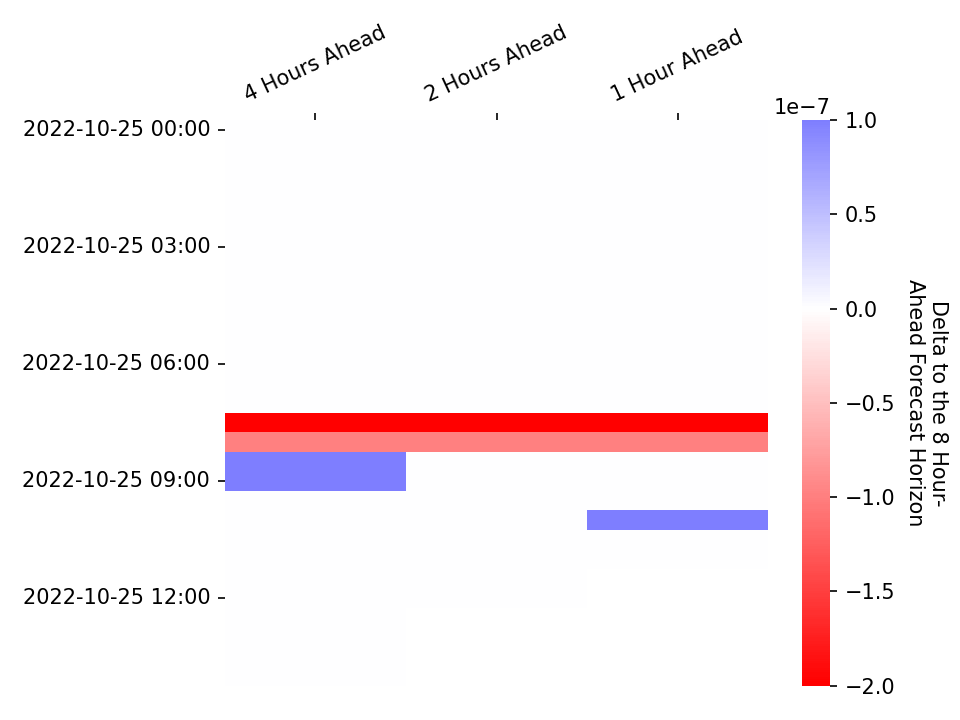 4 Hours Ahead
2 Hours Ahead
1 Hour Ahead
2022-10-25 00:00
2022-10-25 03:00
2022-10-25 06:00
2022-10-25 09:00
2022-10-25 12:00
1e−7
1.0
0.5
0.0
−0.5
−1.0
−1.5
−2.0
Delta to the 8 Hour-
Ahead Forecast Horizon